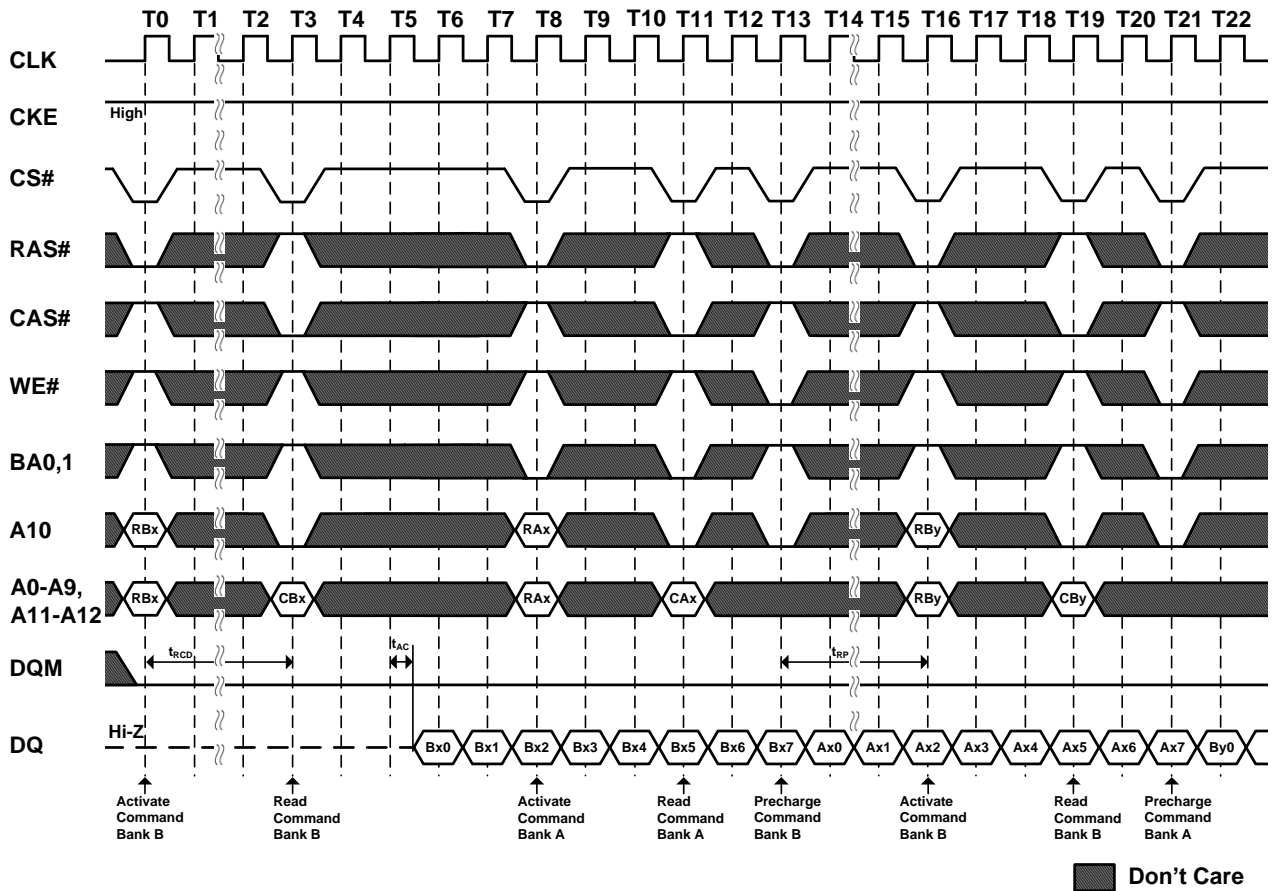 T0 T1 T2 T3 T4 T5 T6 T7 T8 T9 T10 T11 T12 T13 T14 T15 T16 T17 T18 T19 T20 T21 T22
CLK
CKE High
CS#
RAS#
CAS#
WE#
BA0,1
A10 RBx RAx RBy
A0-A9,
A11-A12 RBx CBx RAx CAx RBy CBy
DQM tRCD tAC tRP
DQ Hi-Z Bx0 Bx1 Bx2 Bx3 Bx4 Bx5 Bx6 Bx7 Ax0 Ax1 Ax2 Ax3 Ax4 Ax5 Ax6 Ax7 By0
Activate
Command
Bank B
Read
Command
Bank B
Activate
Command
Bank A
Read
Command
Bank A
Precharge
Command
Bank B
Activate
Command
Bank B
Read
Command
Bank B
Precharge
Command
Bank A
Don't Care